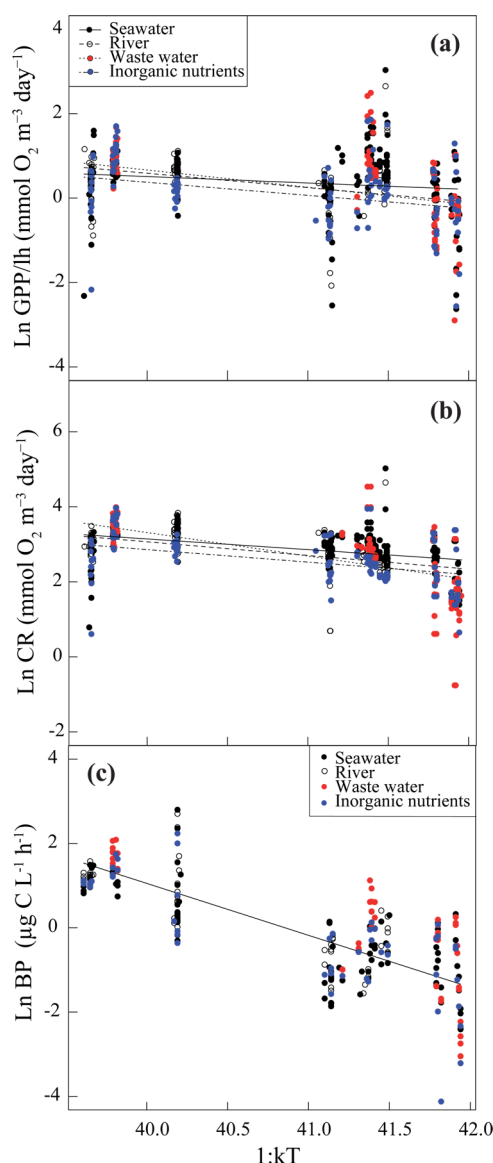 Seawater
River
Waste water
Inorganic nutrients
(a)
Ln GPP/lh (mmol O₂ m⁻³ day⁻¹)
4
2
0
-2
-4
(b)
Ln CR (mmol O₂ m⁻³ day⁻¹)
6
4
2
0
-2
(c)
Seawater
River
Waste water
Inorganic nutrients
Ln BP (µg C L⁻¹ h⁻¹)
4
2
0
-2
-4
40.0 40.5 41.0 41.5 42.0
1:kT